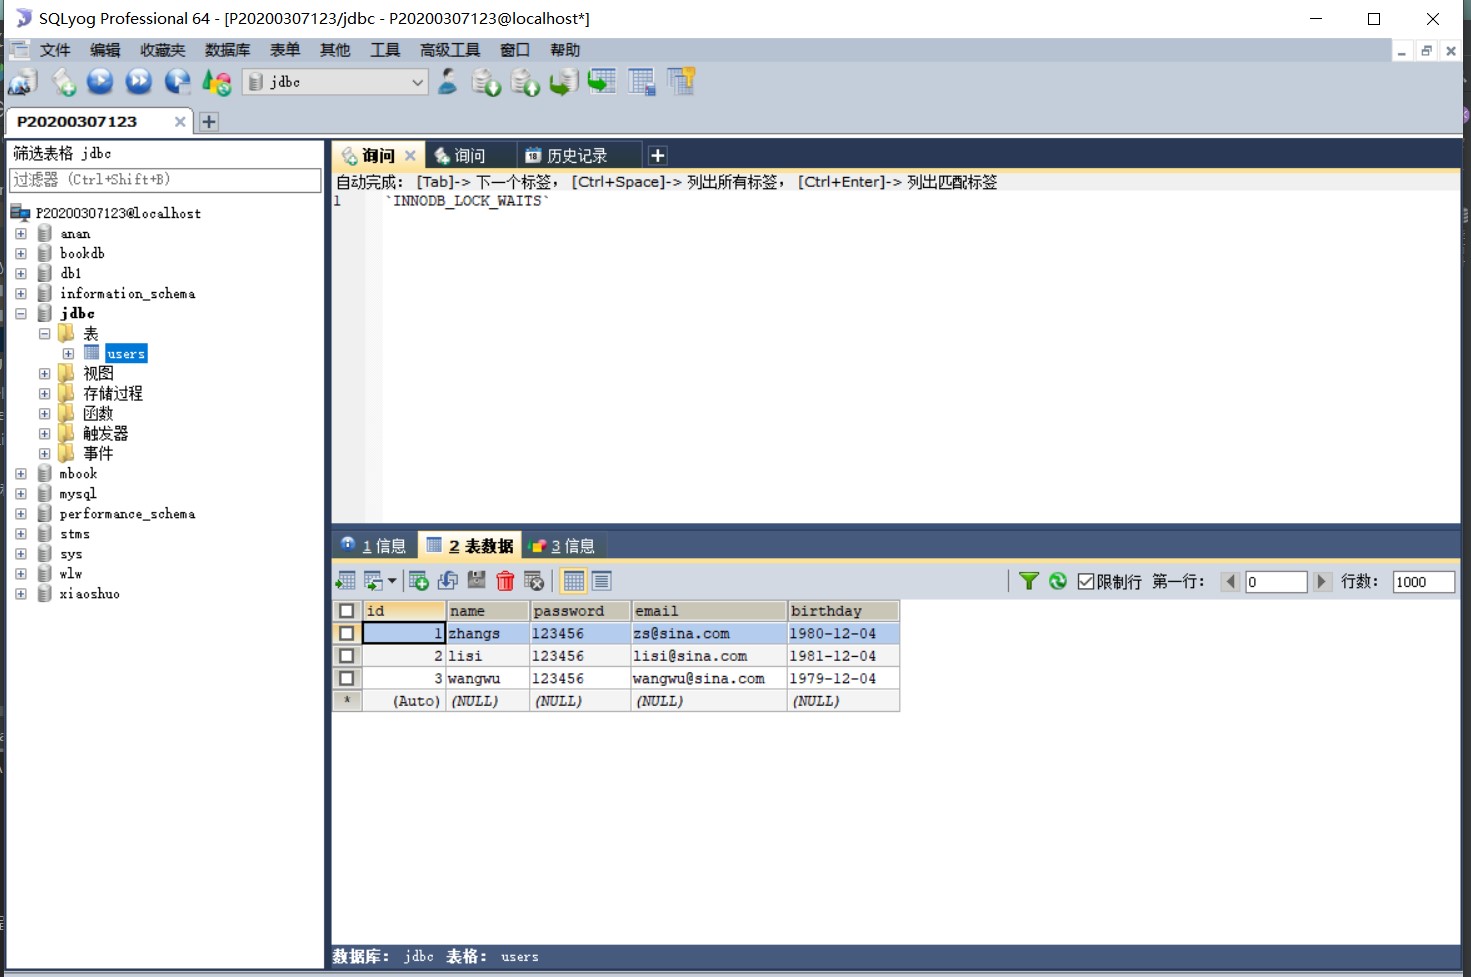 SQLyog Professional 64 - [P20200307123/jdbc - P20200307123@localhost*]
文件 编辑 收藏夹 数据库 表单 其他 工具 高级工具 窗口 帮助
jdbc
P20200307123
筛选表格 jdbc
过滤器 (Ctrl+Shift+B)
P20200307123@localhost
anan
bookdb
db1
information_schema
jdbc
表
users
视图
存储过程
函数
触发器
事件
mbook
mysql
performance_schema
stms
sys
wlw
xiaoshuo
询问 询问 18 历史记录
自动完成： [Tab]-> 下一个标签， [Ctrl+Space]-> 列出所有标签， [Ctrl+Enter]-> 列出匹配标签
1 `INNODB_LOCK_WAITS`
1 信息 2 表数据 3 信息
限制行 第一行： 0 行数： 1000
id name password email birthday
1 zhangs 123456 zs@sina.com 1980-12-04
2 lisi 123456 lisi@sina.com 1981-12-04
3 wangwu 123456 wangwu@sina.com 1979-12-04
* (Auto) (NULL) (NULL) (NULL) (NULL)
数据库： jdbc 表格： users